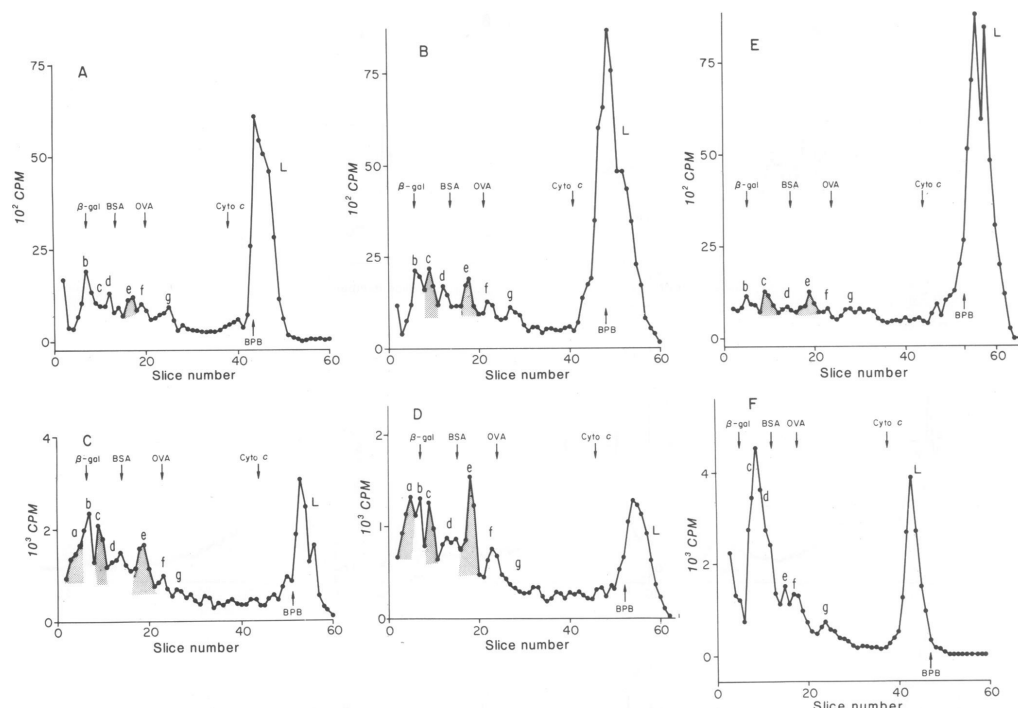 A
75
50
25
0
10² CPM
β-gal BSA OVA Cyto c
b
c
d
e
f
g
L
BPB
0 20 40 60
Slice number
B
75
50
25
0
10² CPM
β-gal BSA OVA Cyto c
b
c
d
e
f
g
L
BPB
0 20 40 60
Slice number
E
75
50
25
0
10² CPM
β-gal BSA OVA Cyto c
b
c
d
e
f
g
L
BPB
0 20 40 60
Slice number
C
4
2
0
10³ CPM
β-gal BSA OVA Cyto c
a
b
c
d
e
f
g
L
BPB
0 20 40 60
Slice number
D
2
1
0
10³ CPM
β-gal BSA OVA Cyto c
a
b
c
d
e
f
g
L
BPB
0 20 40 60
Slice number
F
4
2
0
10³ CPM
β-gal BSA OVA Cyto c
c
d
e
f
g
L
BPB
0 20 40 60
Slice number